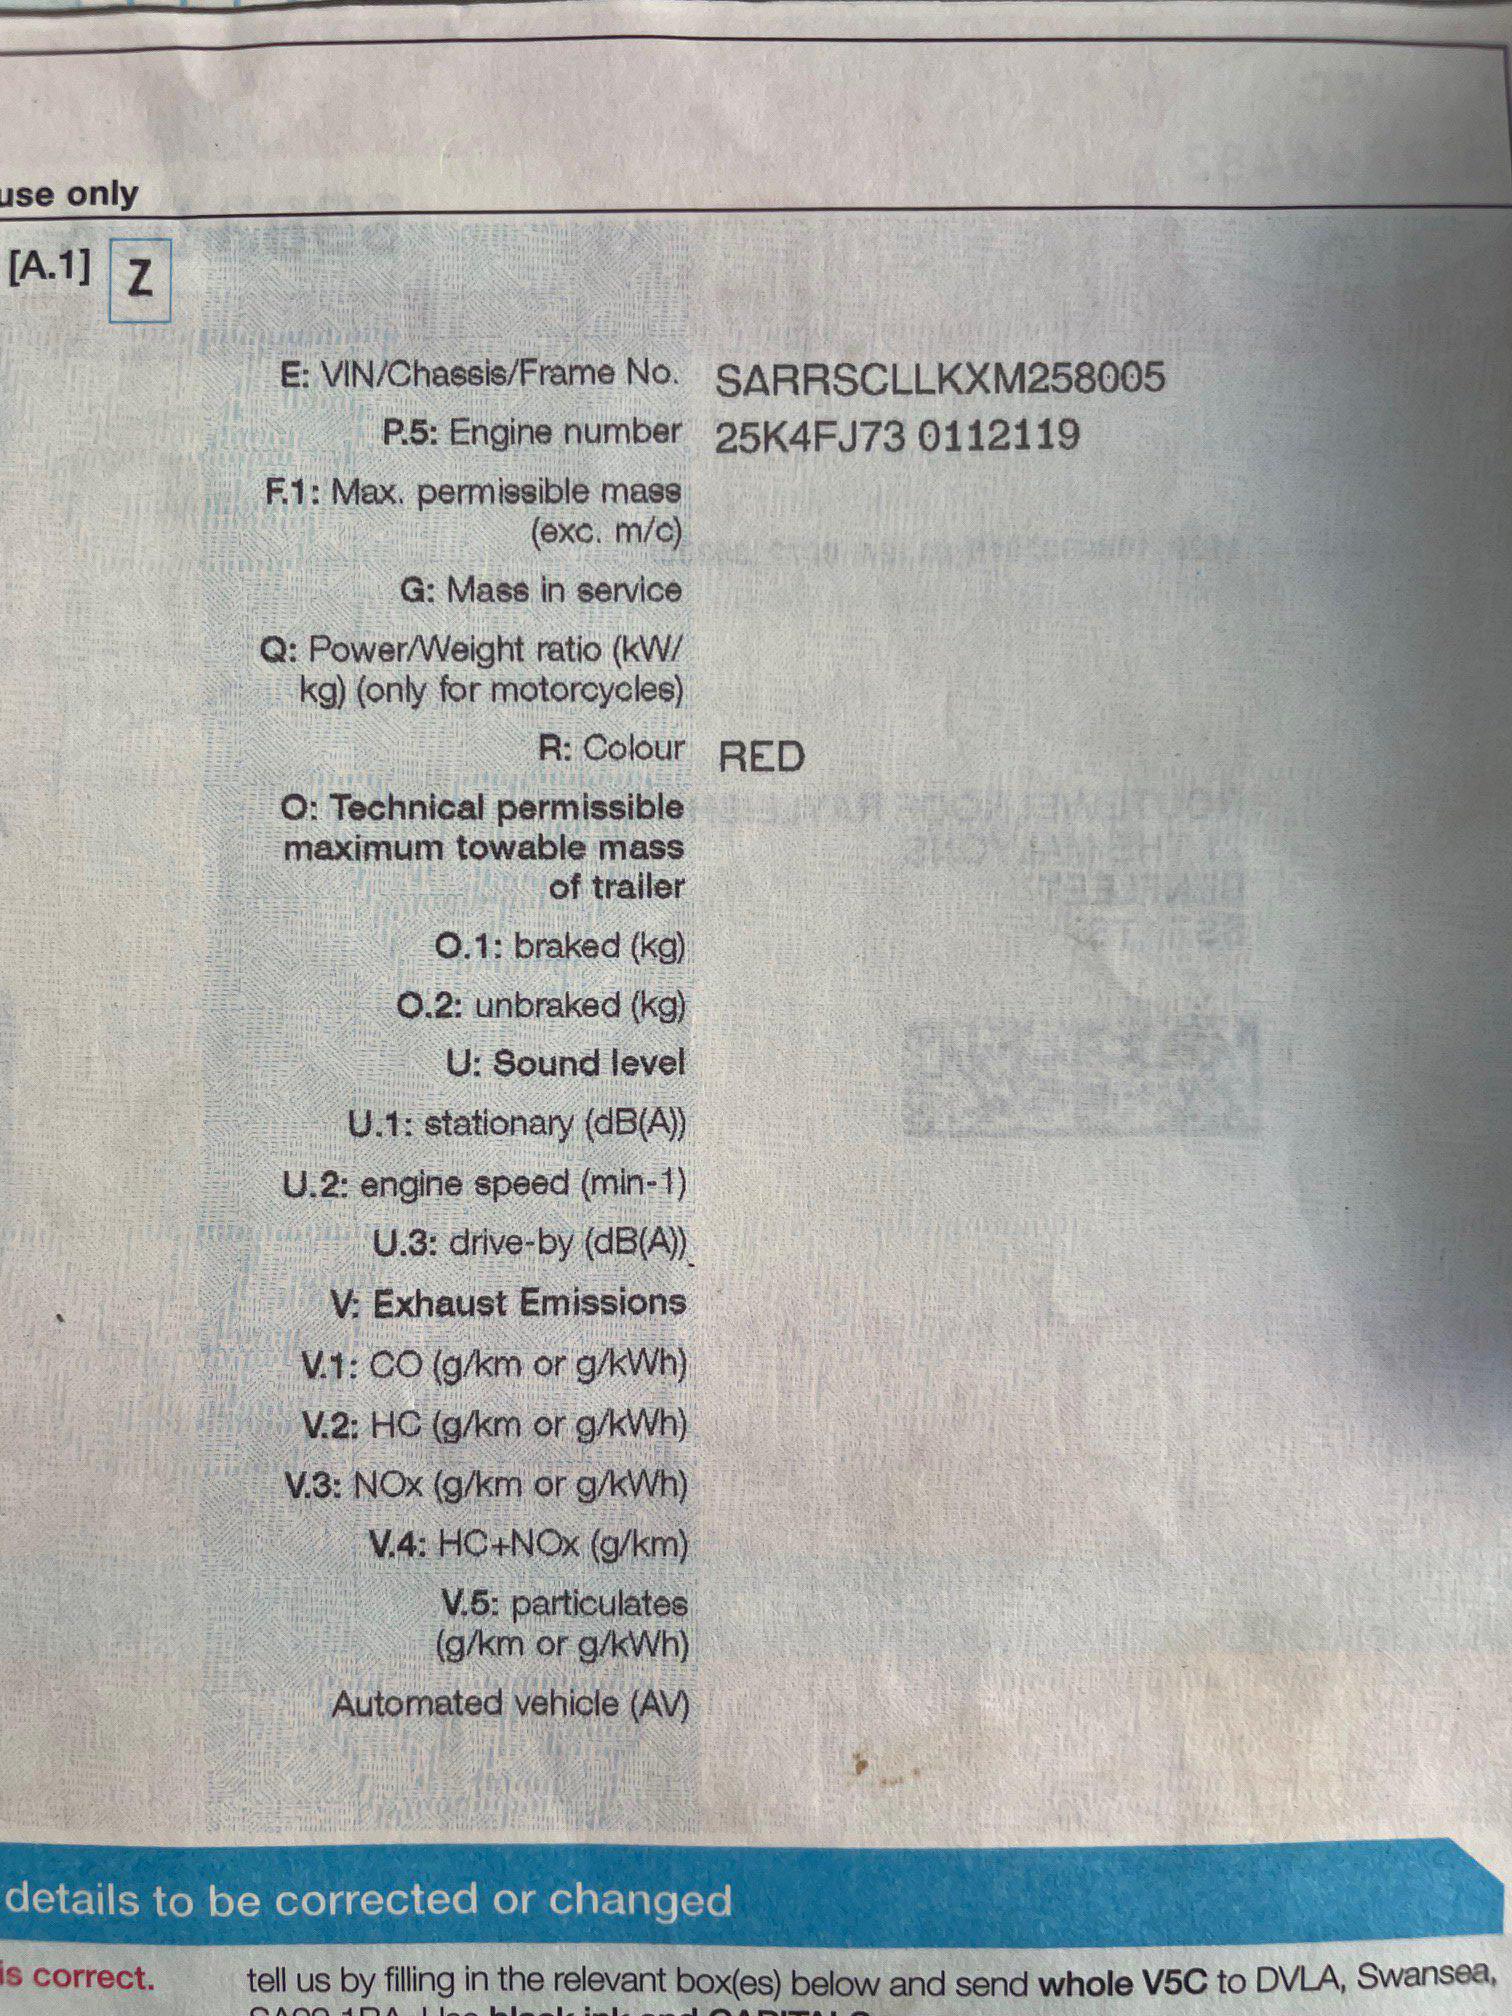 use only
[A.1] Z
E: VIN/Chassis/Frame No. SARRSCLLKXM258005
P.5: Engine number 25K4FJ73 0112119
F.1: Max. permissible mass
(exc. m/c)
G: Mass in service
Q: Power/Weight ratio (kW/
kg) (only for motorcycles)
R: Colour RED
O: Technical permissible
maximum towable mass
of trailer
O.1: braked (kg)
O.2: unbraked (kg)
U: Sound level
U.1: stationary (dB(A))
U.2: engine speed (min-1)
U.3: drive-by (dB(A))
V: Exhaust Emissions
V.1: CO (g/km or g/kWh)
V.2: HC (g/km or g/kWh)
V.3: NOx (g/km or g/kWh)
V.4: HC+NOx (g/km)
V.5: particulates
(g/km or g/kWh)
Automated vehicle (AV)
details to be corrected or changed
is correct. tell us by filling in the relevant box(es) below and send whole V5C to DVLA, Swansea,